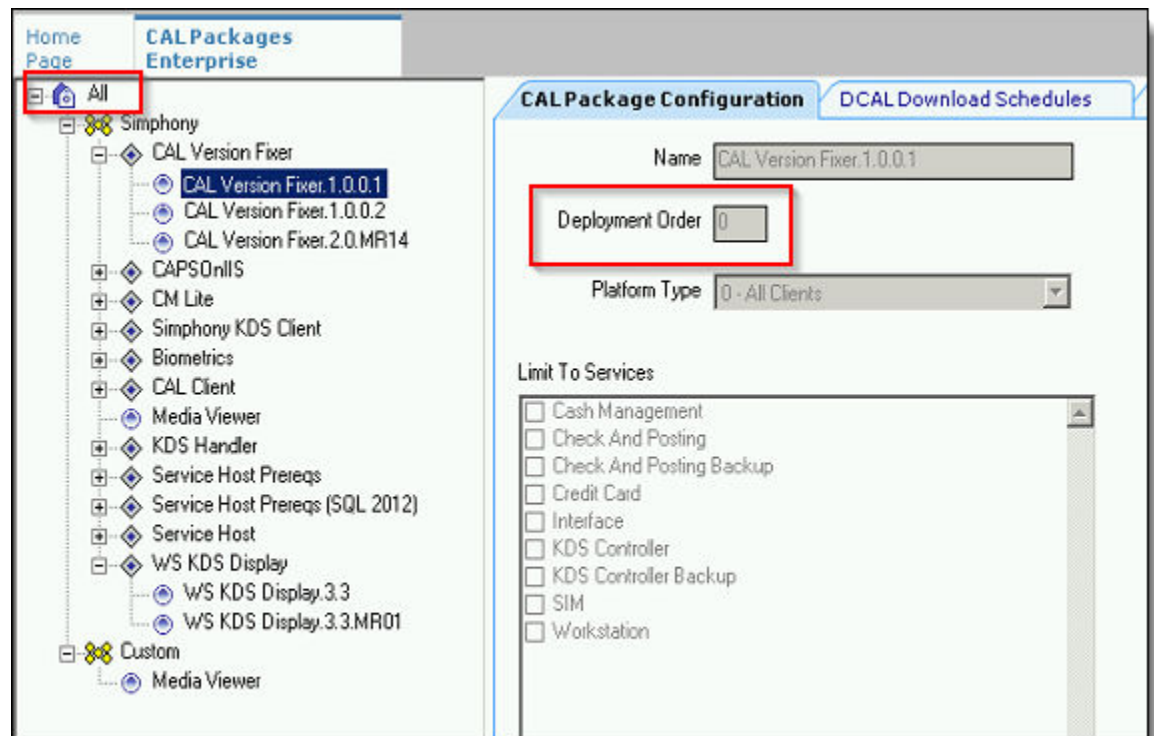 Home Page
CAL Packages Enterprise
All
Simphony
CAL Version Fixer
CAL Version Fixer.1.0.0.1
CAL Version Fixer.1.0.0.2
CAL Version Fixer.2.0.MR14
CAPSOnIIS
CM Lite
Simphony KDS Client
Biometrics
CAL Client
Media Viewer
KDS Handler
Service Host Prereqs
Service Host Prereqs (SQL 2012)
Service Host
WS KDS Display
WS KDS Display.3.3
WS KDS Display.3.3.MR01
Custom
Media Viewer
CAL Package Configuration
DCAL Download Schedules
Name CAL Version Fixer.1.0.0.1
Deployment Order 0
Platform Type 0 - All Clients
Limit To Services
Cash Management
Check And Posting
Check And Posting Backup
Credit Card
Interface
KDS Controller
KDS Controller Backup
SIM
Workstation